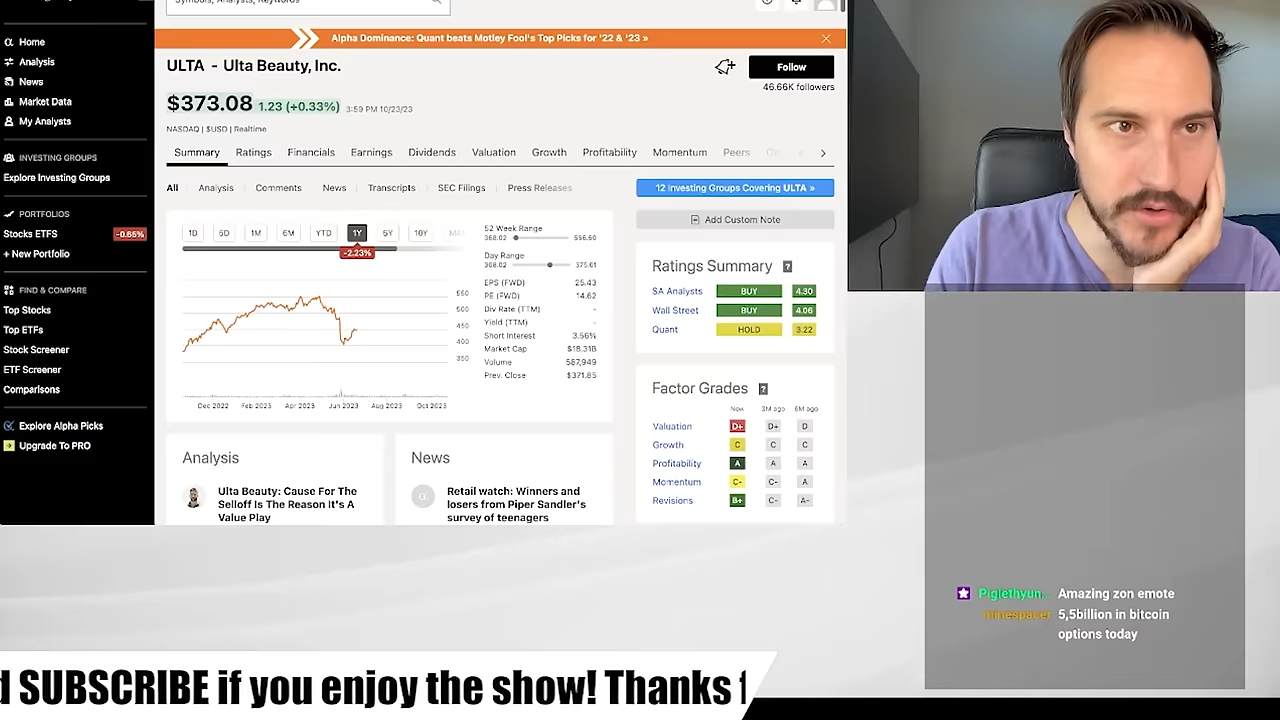 Symbols, Analysts, Keywords
Alpha Dominance: Quant beats Motley Fool's Top Picks for '22 & '23 »
Home
Analysis
News
Market Data
My Analysts
INVESTING GROUPS
Explore Investing Groups
PORTFOLIOS
Stocks ETFS -0.65%
+ New Portfolio
FIND & COMPARE
Top Stocks
Top ETFs
Stock Screener
ETF Screener
Comparisons
Explore Alpha Picks
Upgrade To PRO
ULTA - Ulta Beauty, Inc.
Follow
46.66K followers
$373.08 1.23 (+0.33%) 3:59 PM 10/23/23
NASDAQ | $USD | Realtime
Summary Ratings Financials Earnings Dividends Valuation Growth Profitability Momentum Peers
All Analysis Comments News Transcripts SEC Filings Press Releases
12 Investing Groups Covering ULTA »
Add Custom Note
1D 5D 1M 6M YTD 1Y 5Y 10Y MAX
-2.23%
550
500
450
400
350
Dec 2022 Feb 2023 Apr 2023 Jun 2023 Aug 2023 Oct 2023
52 Week Range
368.02 556.60
Day Range
368.02 375.61
EPS (FWD) 25.43
PE (FWD) 14.62
Div Rate (TTM) -
Yield (TTM) -
Short Interest 3.56%
Market Cap $18.31B
Volume 587,949
Prev. Close $371.85
Ratings Summary ?
SA Analysts BUY 4.30
Wall Street BUY 4.06
Quant HOLD 3.22
Factor Grades ?
Now 3M ago 6M ago
Valuation D+ D+ D
Growth C C C
Profitability A A A
Momentum C- C- A
Revisions B+ C- A-
Analysis
Ulta Beauty: Cause For The
Selloff Is The Reason It's A
Value Play
News
Retail watch: Winners and
losers from Piper Sandler's
survey of teenagers
Piglethyun... Amazing zon emote
minespacer 5,5billion in bitcoin
options today
d SUBSCRIBE if you enjoy the show! Thanks f